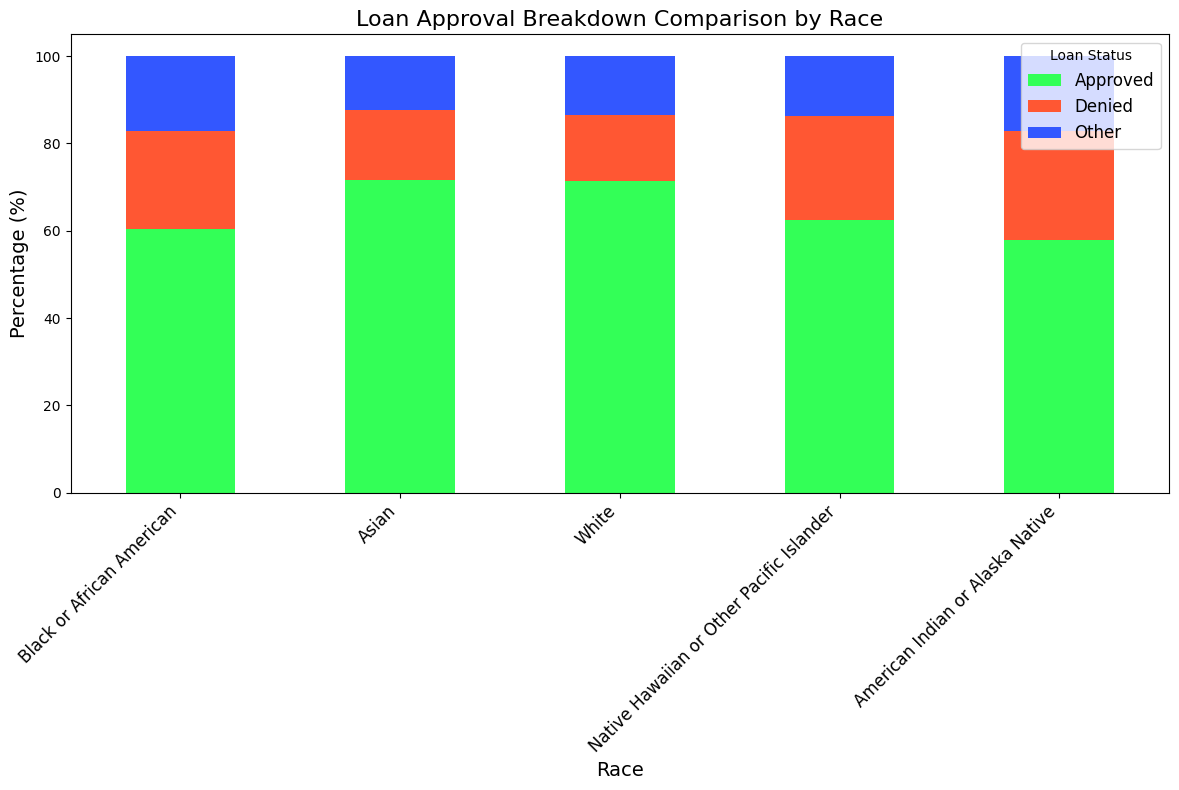 Loan Approval Breakdown Comparison by Race
Loan Status
Approved
Denied
Other
Percentage (%)
100
80
60
40
20
0
Black or African American
Asian
White
Native Hawaiian or Other Pacific Islander
American Indian or Alaska Native
Race